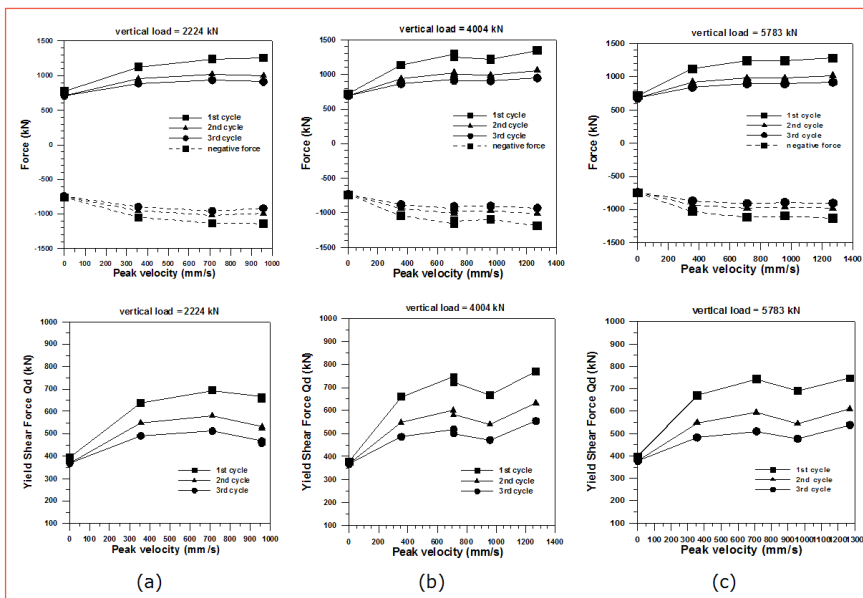 vertical load = 2224 kN
1500
1000
500
0
-500
-1000
-1500
Force (kN)
1st cycle
2nd cycle
3rd cycle
negative force
0 100 200 300 400 500 600 700 800 900 1000
Peak velocity (mm/s)
vertical load = 4004 kN
1500
1000
500
0
-500
-1000
-1500
Force (kN)
1st cycle
2nd cycle
3rd cycle
negative force
0 200 400 600 800 1000 1200 1400
Peak velocity (mm/s)
vertical load = 5783 kN
1500
1000
500
0
-500
-1000
-1500
Force (kN)
1st cycle
2nd cycle
3rd cycle
negative force
0 200 400 600 800 1000 1200 1400
Peak velocity (mm/s)
vertical load = 2224 kN
1000
900
800
700
600
500
400
300
200
100
Yield Shear Force Qd (kN)
1st cycle
2nd cycle
3rd cycle
0 100 200 300 400 500 600 700 800 900 1000
Peak velocity (mm/s)
vertical load = 4004 kN
1000
900
800
700
600
500
400
300
200
100
Yield Shear Force Qd (kN)
1st cycle
2nd cycle
3rd cycle
0 200 400 600 800 1000 1200 1400
Peak velocity (mm/s)
vertical load = 5783 kN
1000
900
800
700
600
500
400
300
200
100
Yield Shear Force Qd (kN)
1st cycle
2nd cycle
3rd cycle
0 100 200 300 400 500 600 700 800 900 1000 1100 1200 1300
Peak velocity (mm/s)
(a)
(b)
(c)